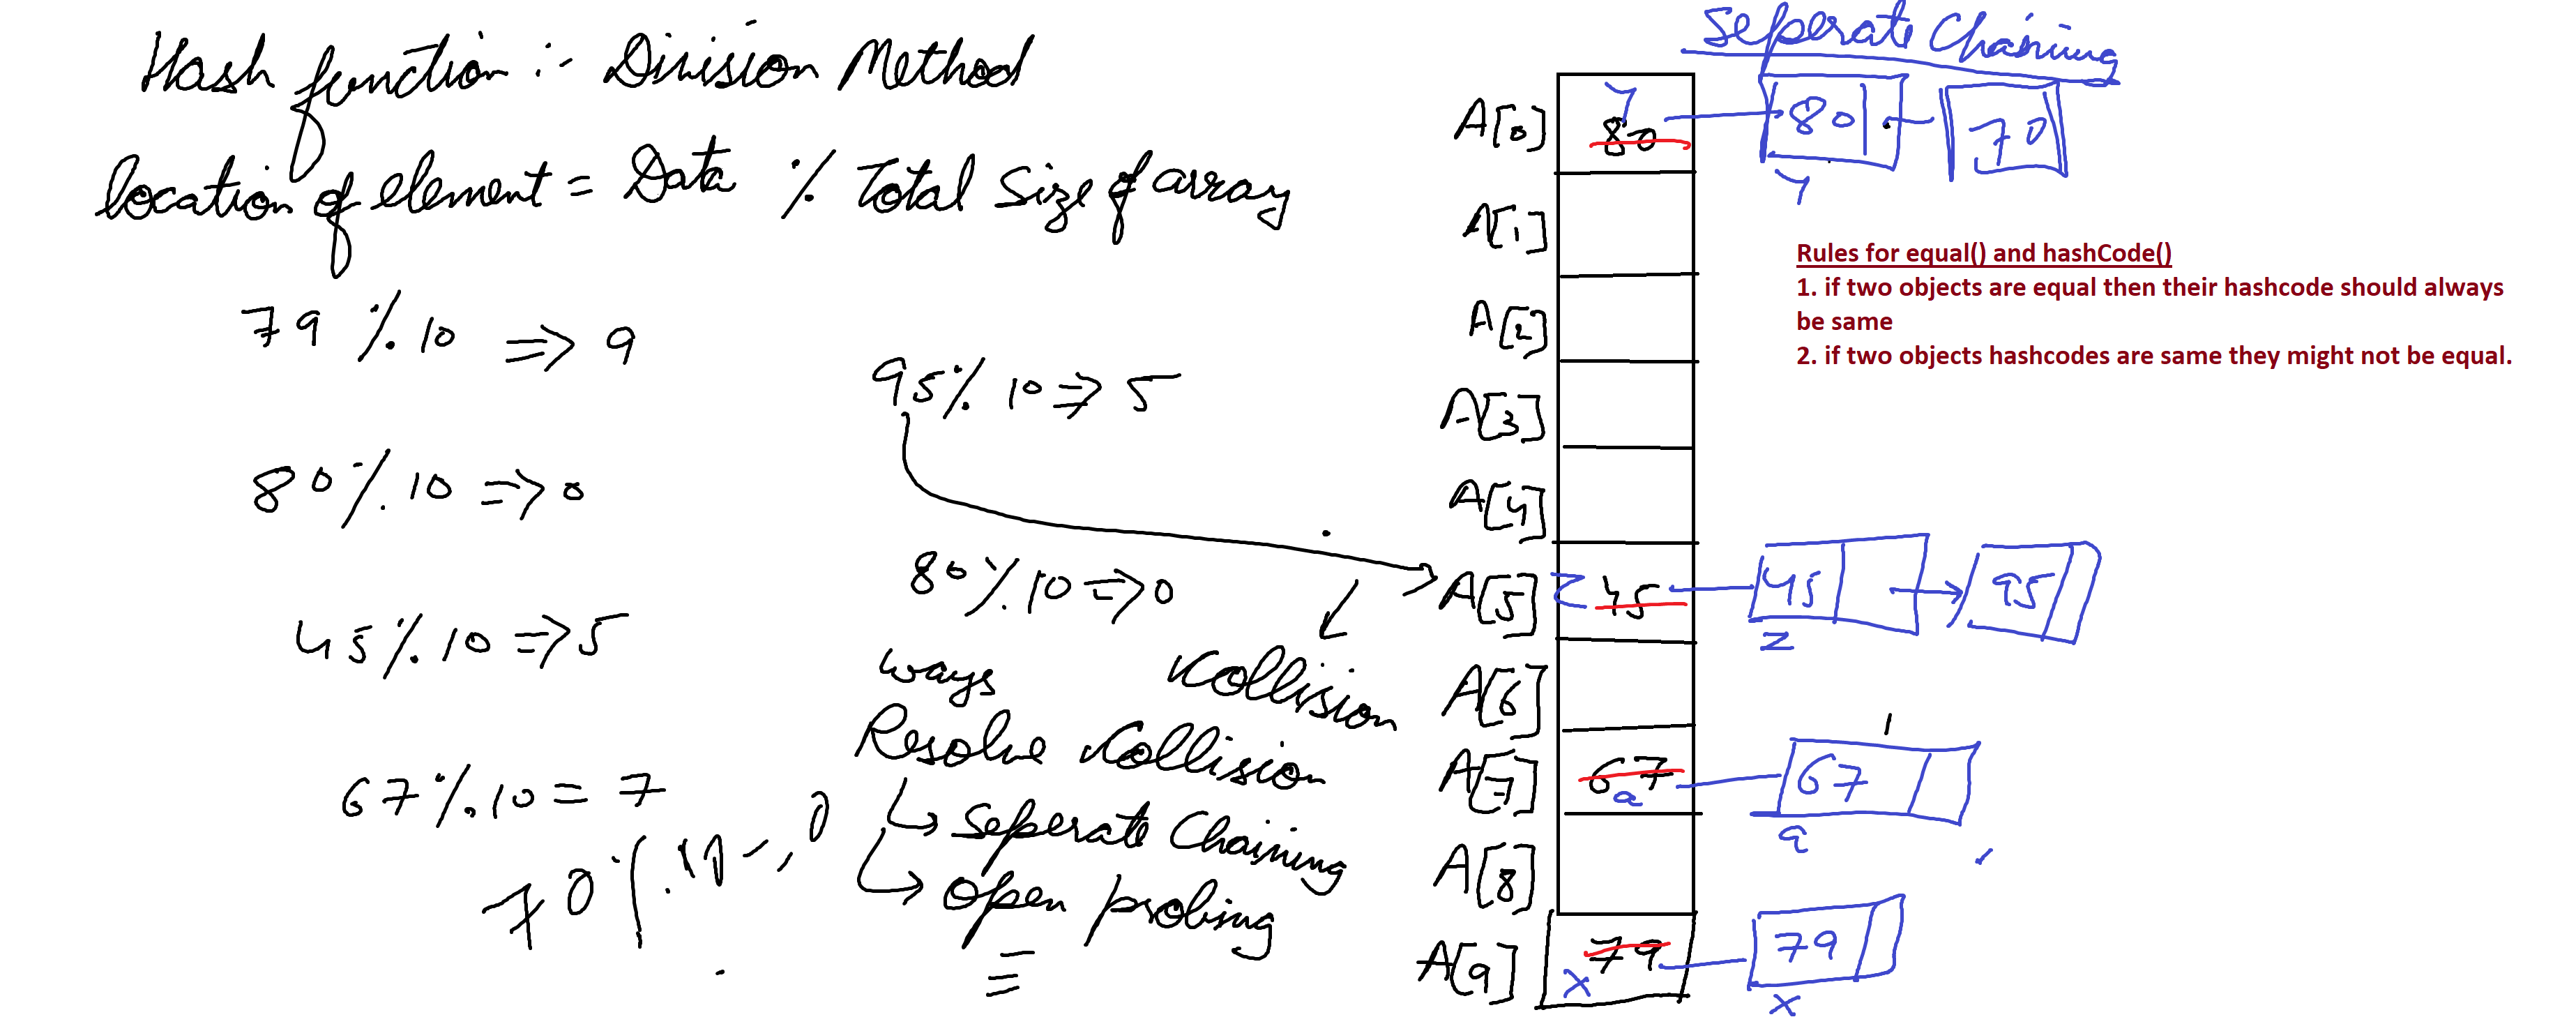 Hash function :- Division Method
location of element = Data % Total Size of array
79 % 10 => 9
80 % 10 => 0
45 % 10 => 5
67 % 10 = 7
70 %
0
95 % 10 => 5
80 % 10 => 0
Collision
ways
Resolve Collision
Seperate Chaining
open probing
Seperate Chaining
A[0] 80 80 70
y
A[1]
A[2]
A[3]
A[4]
A[5] z 45 45 95
z
A[6]
A[7] 67 67
a a
A[8]
A[9] 79 79
x x
Rules for equal() and hashCode()
1. if two objects are equal then their hashcode should always
be same
2. if two objects hashcodes are same they might not be equal.